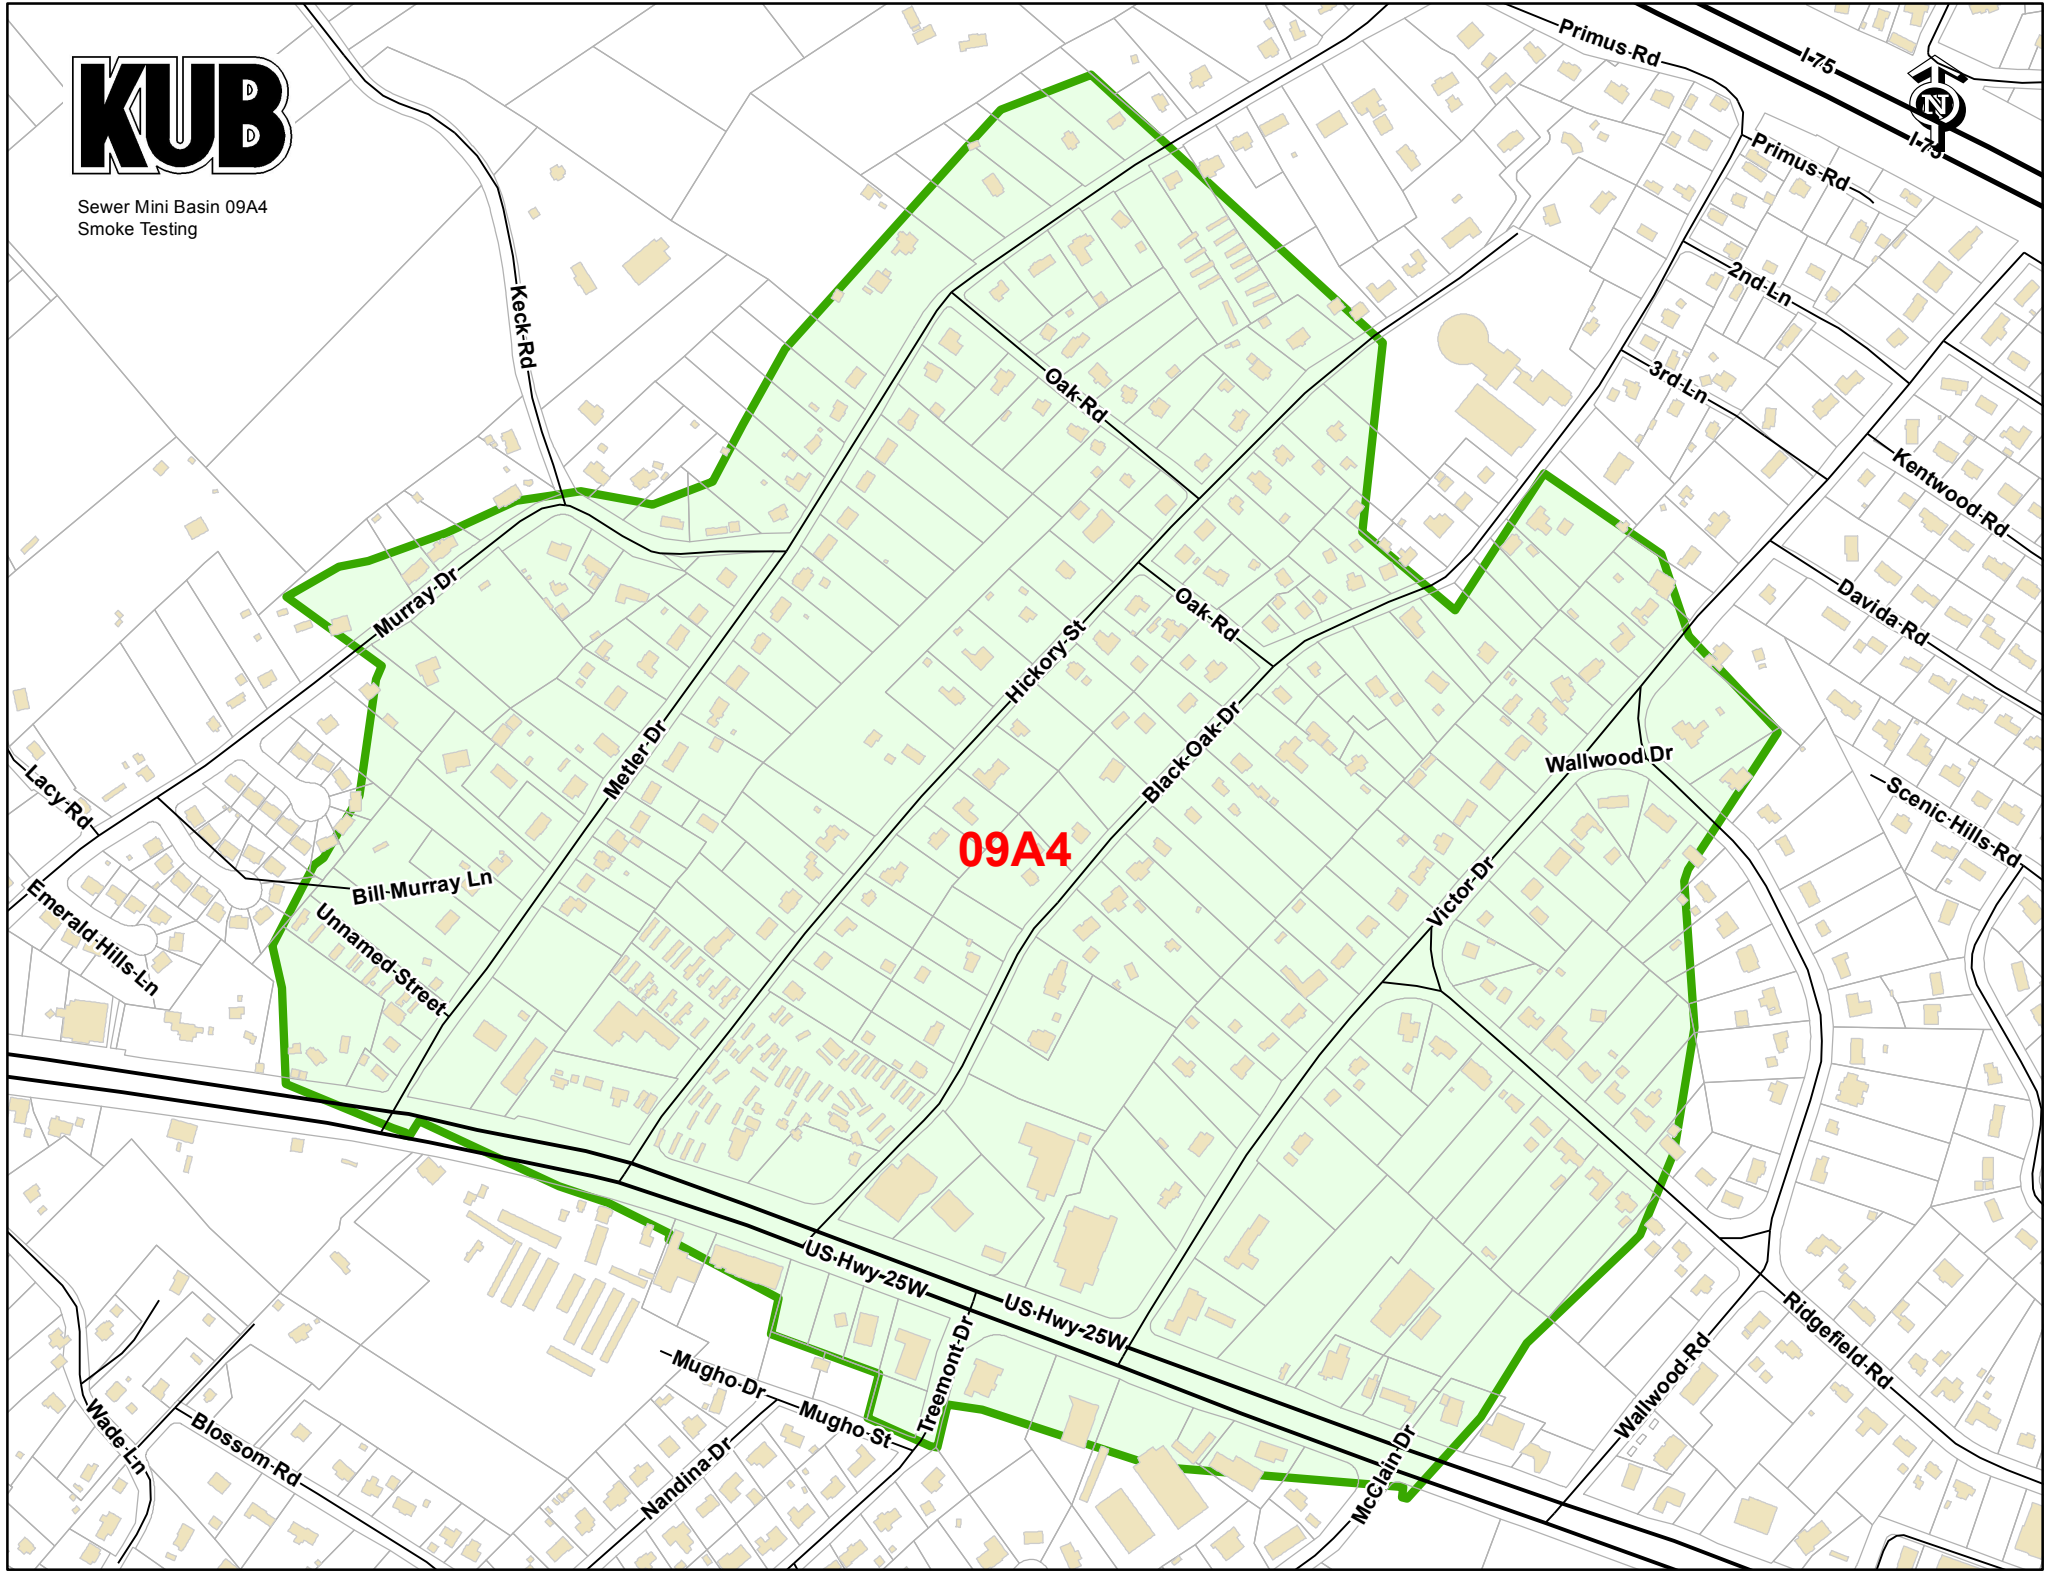 KUB
Sewer Mini Basin 09A4
Smoke Testing
Primus Rd
I-75
N
I-75
Primus Rd
2nd Ln
Keck Rd
3rd Ln
Oak Rd
Kentwood Rd
Murray Dr
Oak Rd
Davida Rd
Hickory St
Metler Dr
Black Oak Dr
Wallwood Dr
Lacy Rd
Scenic Hills Rd
09A4
Bill Murray Ln
Victor Dr
Emerald Hills Ln
Unnamed Street
US Hwy 25W
US Hwy 25W
Ridgefield Rd
Treemont Dr
Mugho Dr
Wallwood Rd
Mugho St
Wade Ln
Blossom Rd
Nandina Dr
McClain Dr